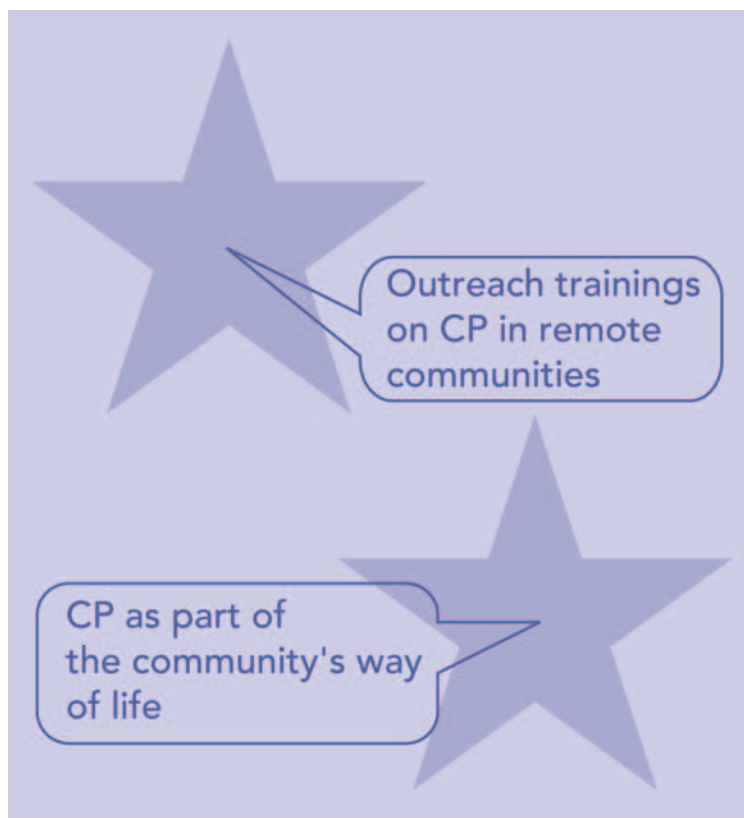 Outreach trainings
on CP in remote
communities
CP as part of
the community's way
of life